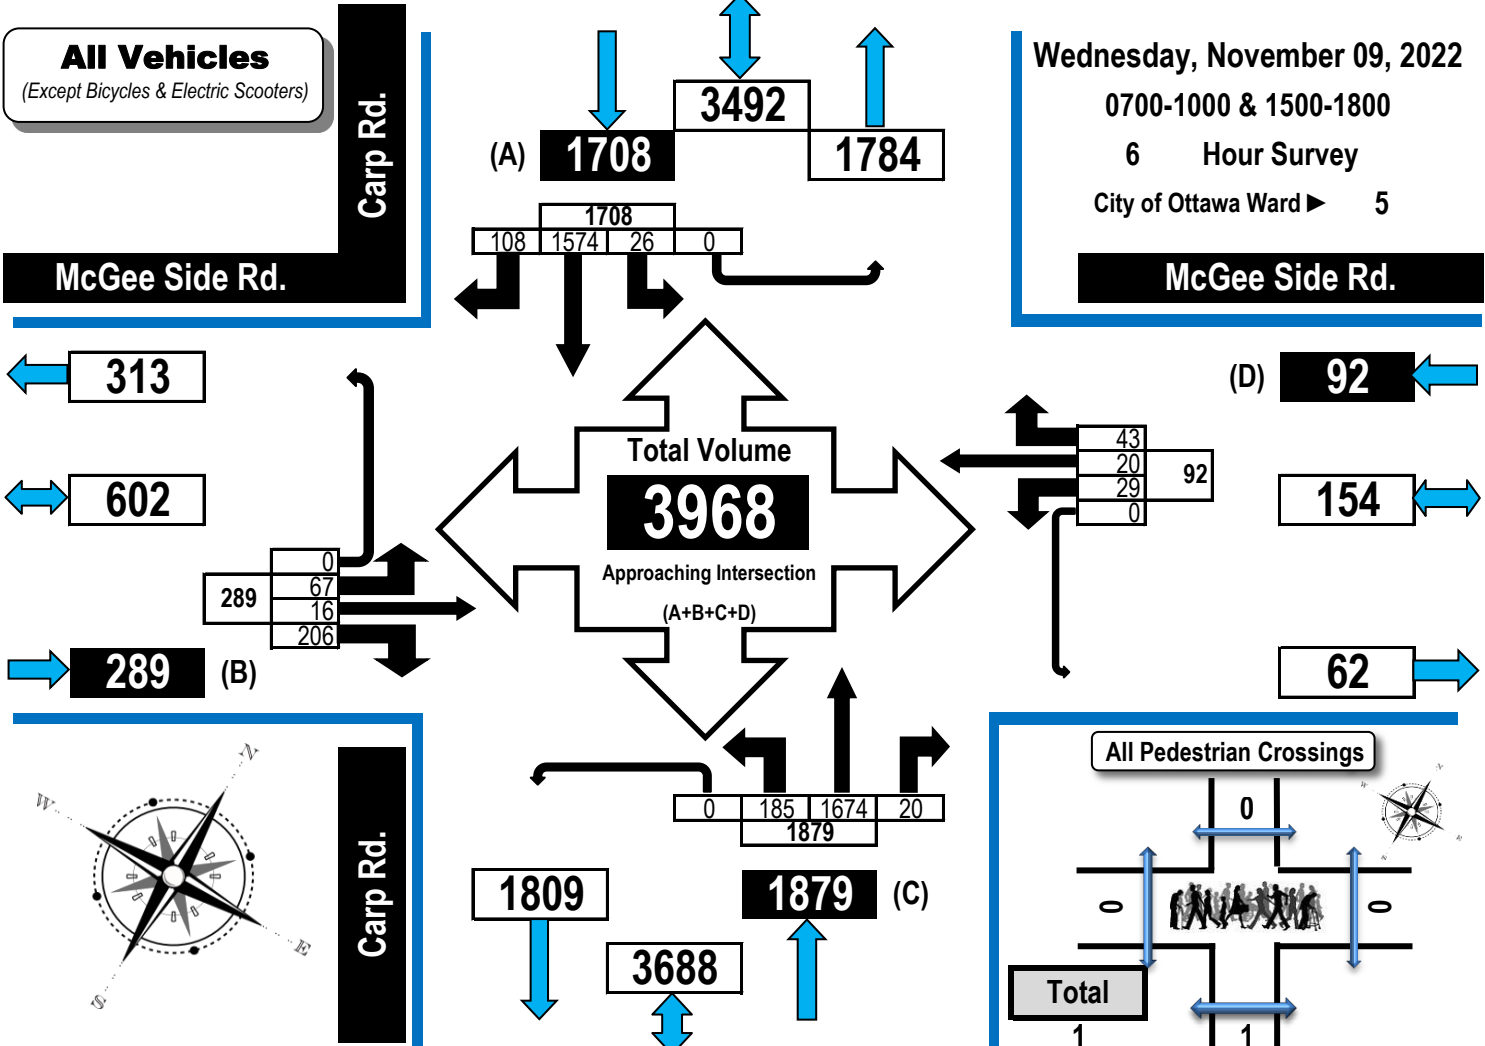 All Vehicles
(Except Bicycles & Electric Scooters)
Carp Rd.
McGee Side Rd.
3492
(A) 1708
1784
1708
108 1574 26 0
Wednesday, November 09, 2022
0700-1000 & 1500-1800
6 Hour Survey
City of Ottawa Ward ► 5
McGee Side Rd.
313
602
0
67
289
16
206
289 (B)
Total Volume
3968
Approaching Intersection
(A+B+C+D)
(D) 92
43
20
92
29
0
154
62
N
W
E
S
Carp Rd.
0 185 1674 20
1879
1809
1879 (C)
3688
All Pedestrian Crossings
N
W
E
S
0
0
0
Total
1
1